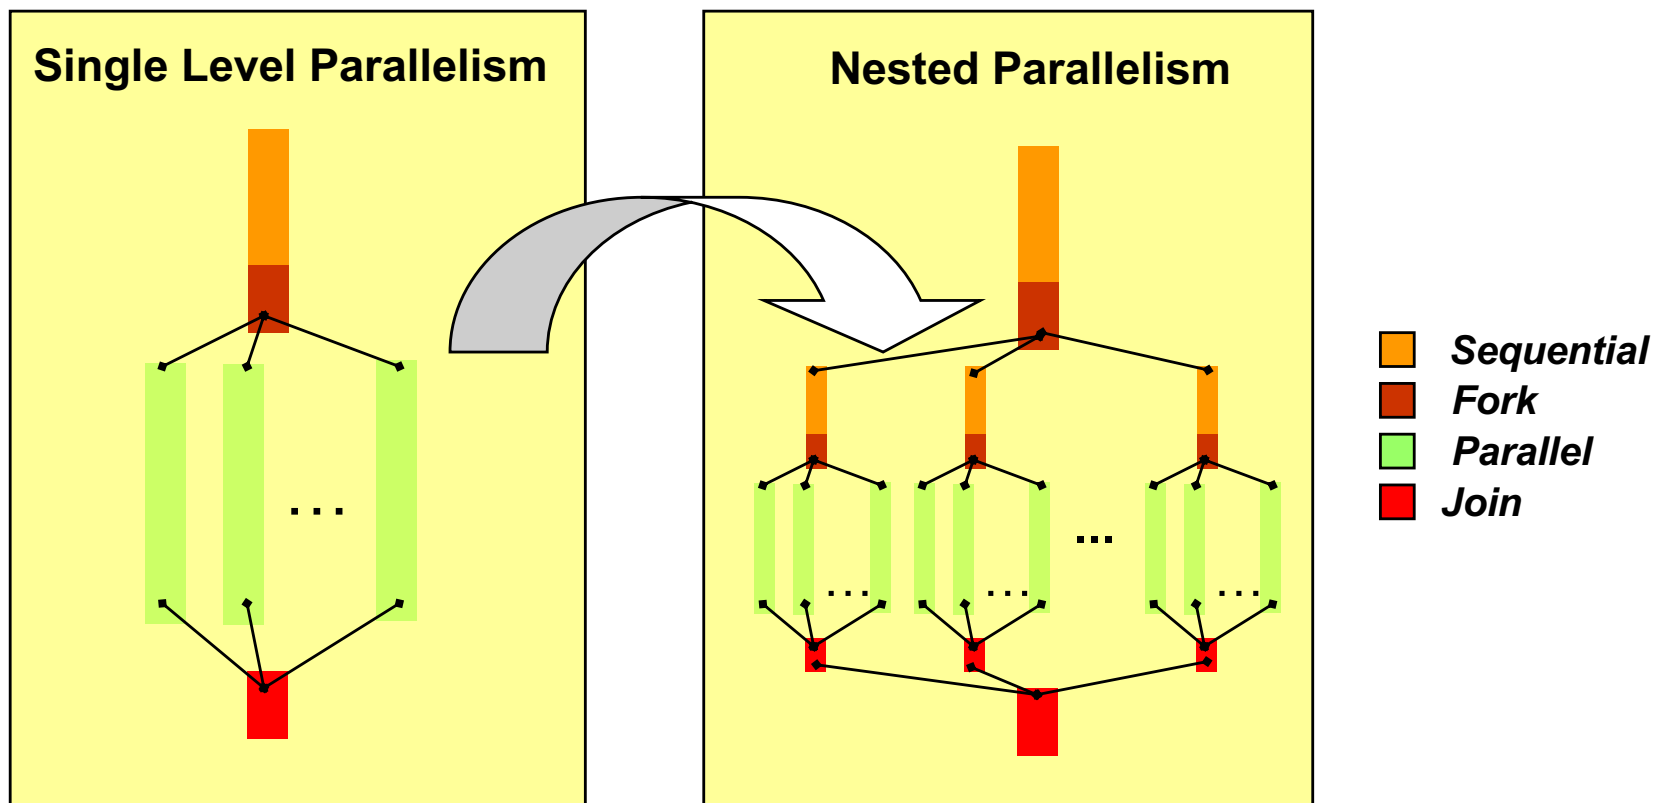 Single Level Parallelism
. . .
Nested Parallelism
...
. . .
. . .
. . .
Sequential
Fork
Parallel
Join